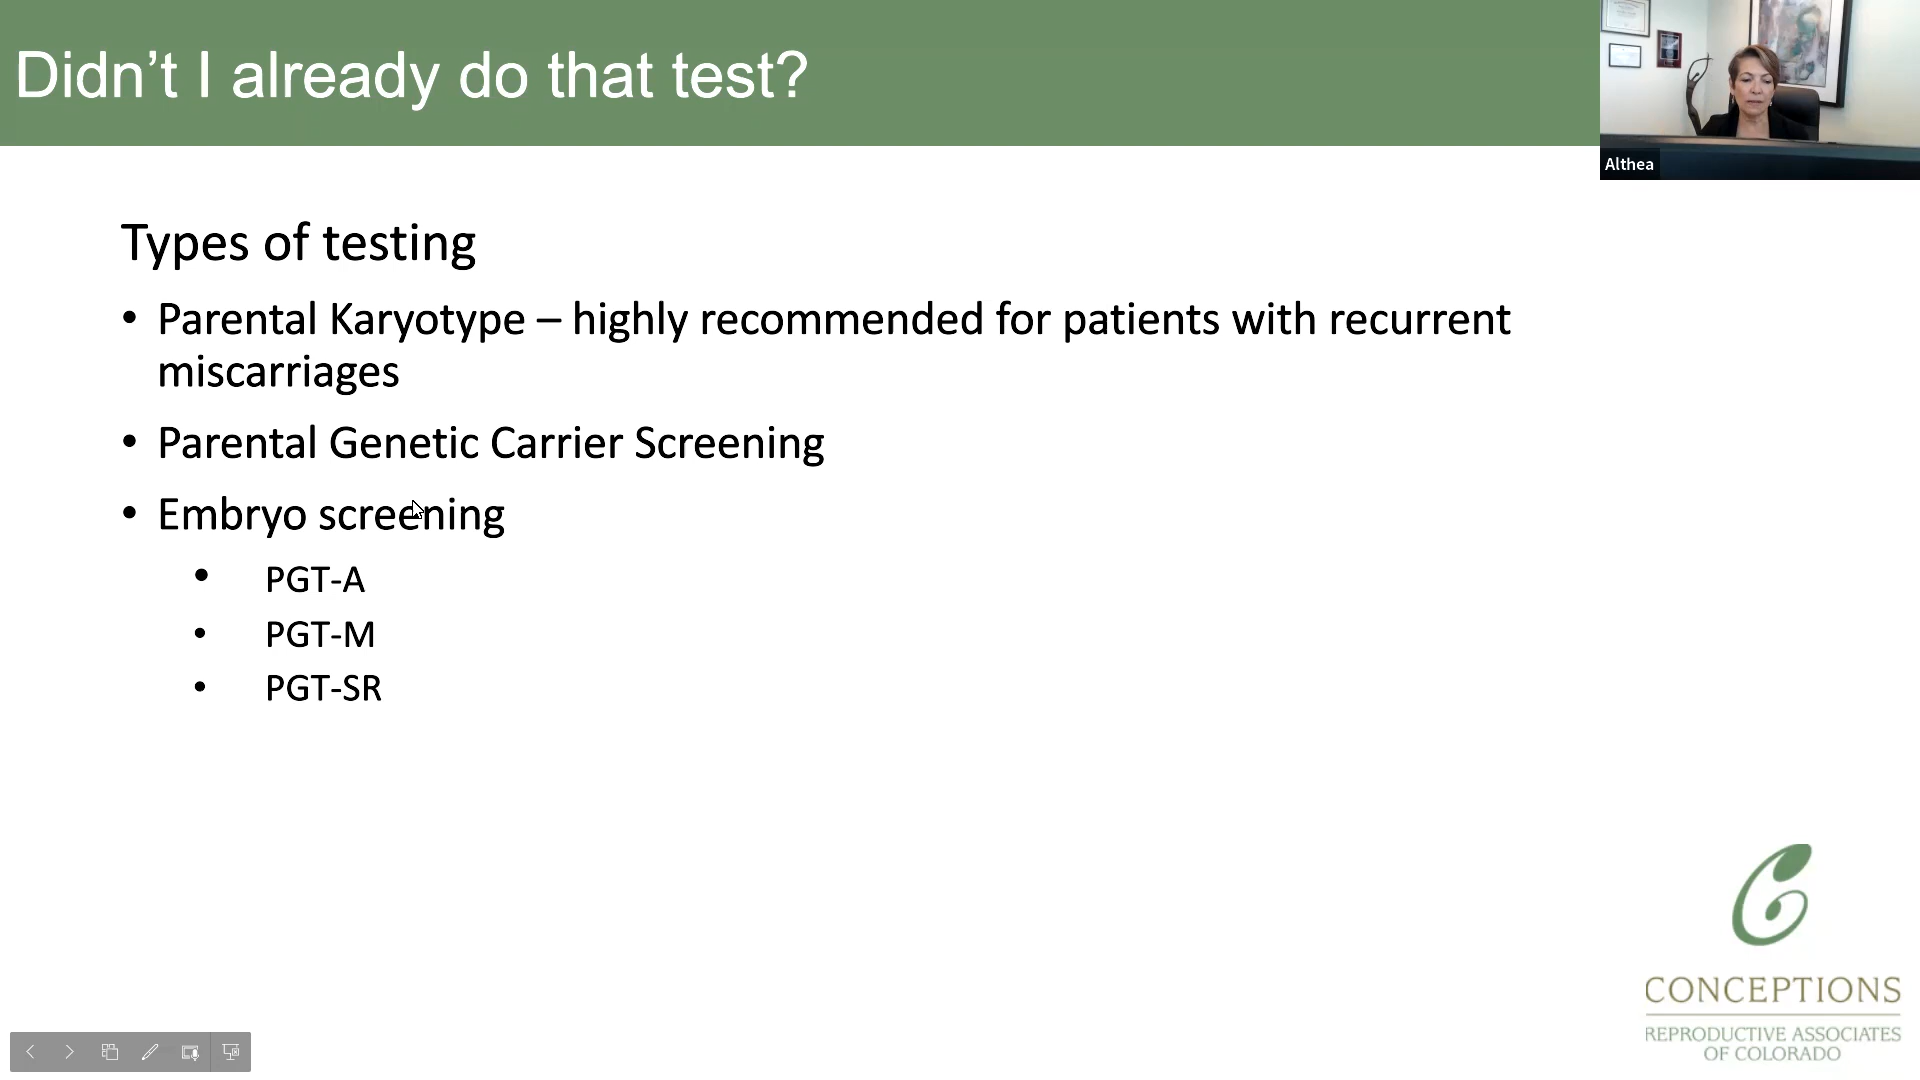 Didn’t I already do that test?
Althea
Types of testing
• Parental Karyotype – highly recommended for patients with recurrent
miscarriages
• Parental Genetic Carrier Screening
• Embryo screening
• PGT-A
• PGT-M
• PGT-SR
CONCEPTIONS
REPRODUCTIVE ASSOCIATES
OF COLORADO